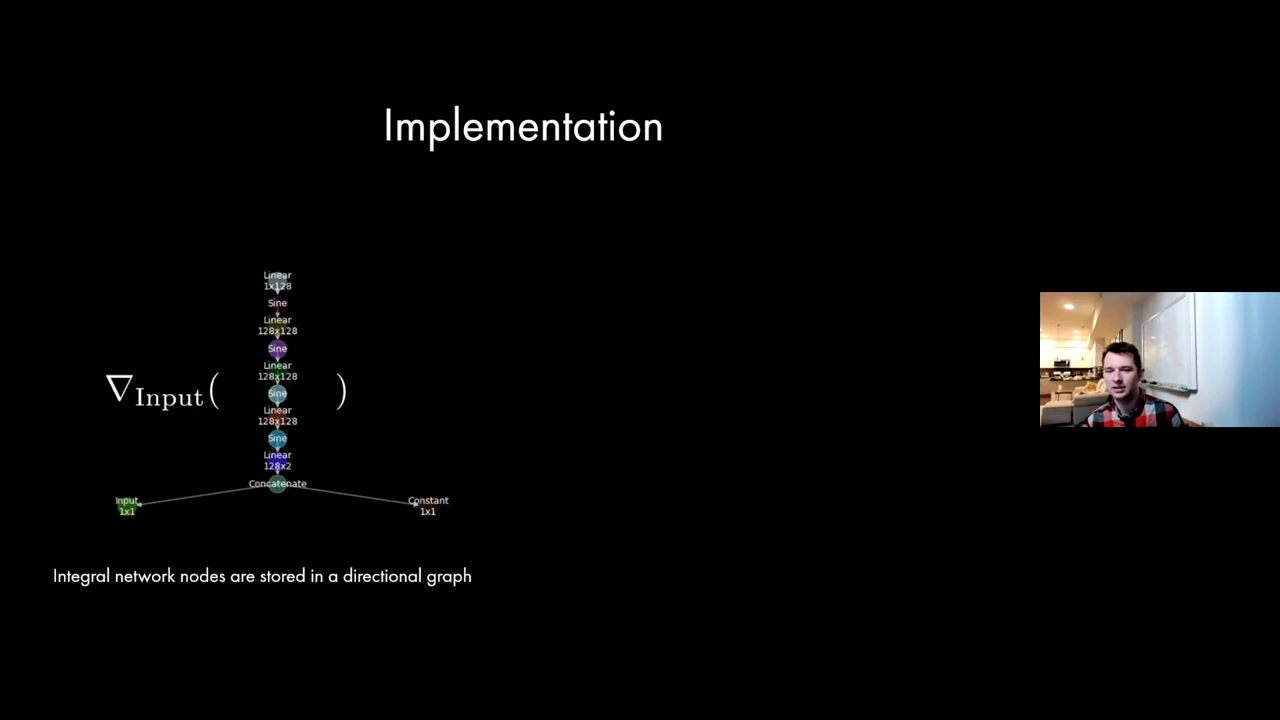 Implementation
Linear
1x128
Sine
Linear
128x128
Sine
Linear
128x128
∇Input( )
Sine
Linear
128x128
Sine
Linear
128x2
Concatenate
Input
1x1
Constant
1x1
Integral network nodes are stored in a directional graph